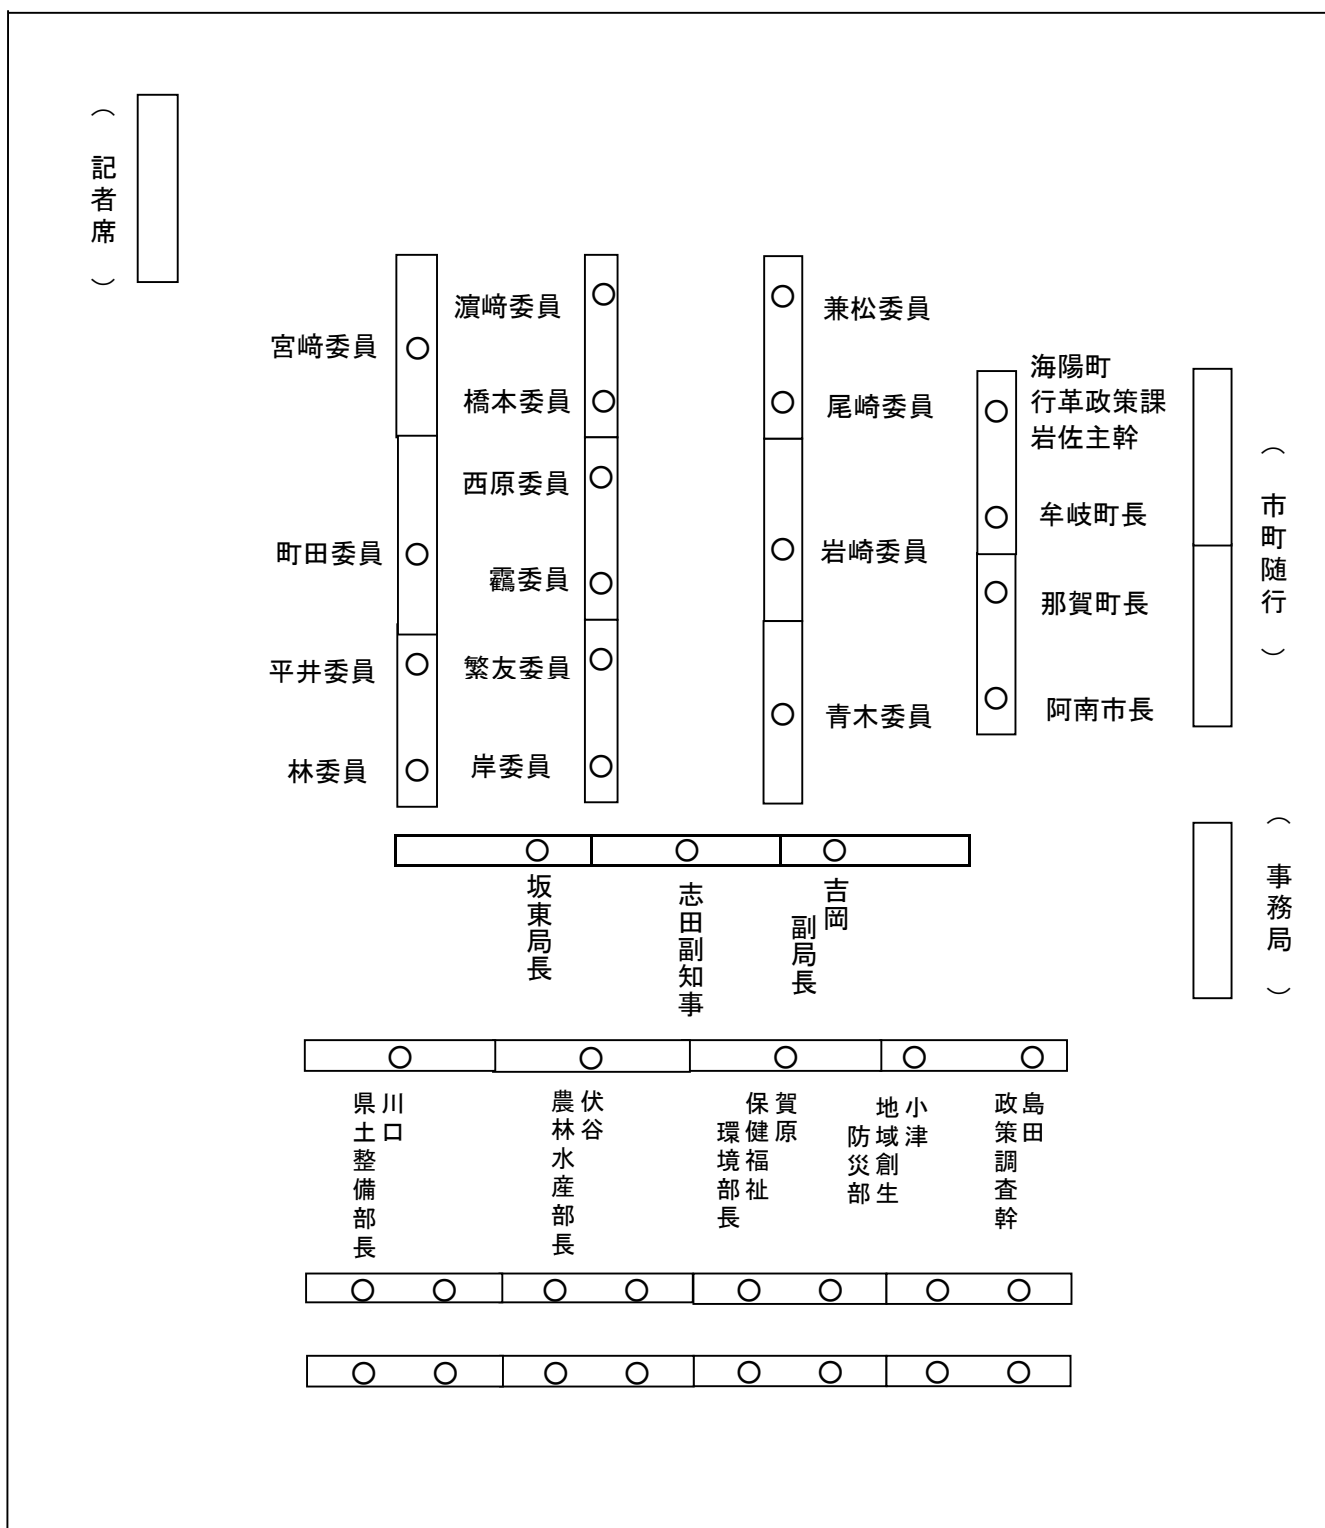 （　記者席　）
濵﨑委員
兼松委員
宮﨑委員
海陽町
行革政策課
岩佐主幹
橋本委員
尾崎委員
西原委員
牟岐町長
（　市町随行　）
町田委員
岩崎委員
靏委員
那賀町長
平井委員
繁友委員
青木委員
阿南市長
林委員
岸委員
（　事務局　）
坂東局長
志田副知事
吉岡
副局長
川口
県土整備部長
伏谷
農林水産部長
賀原
保健福祉
環境部長
小津
地域創生
防災部
島田
政策調査幹